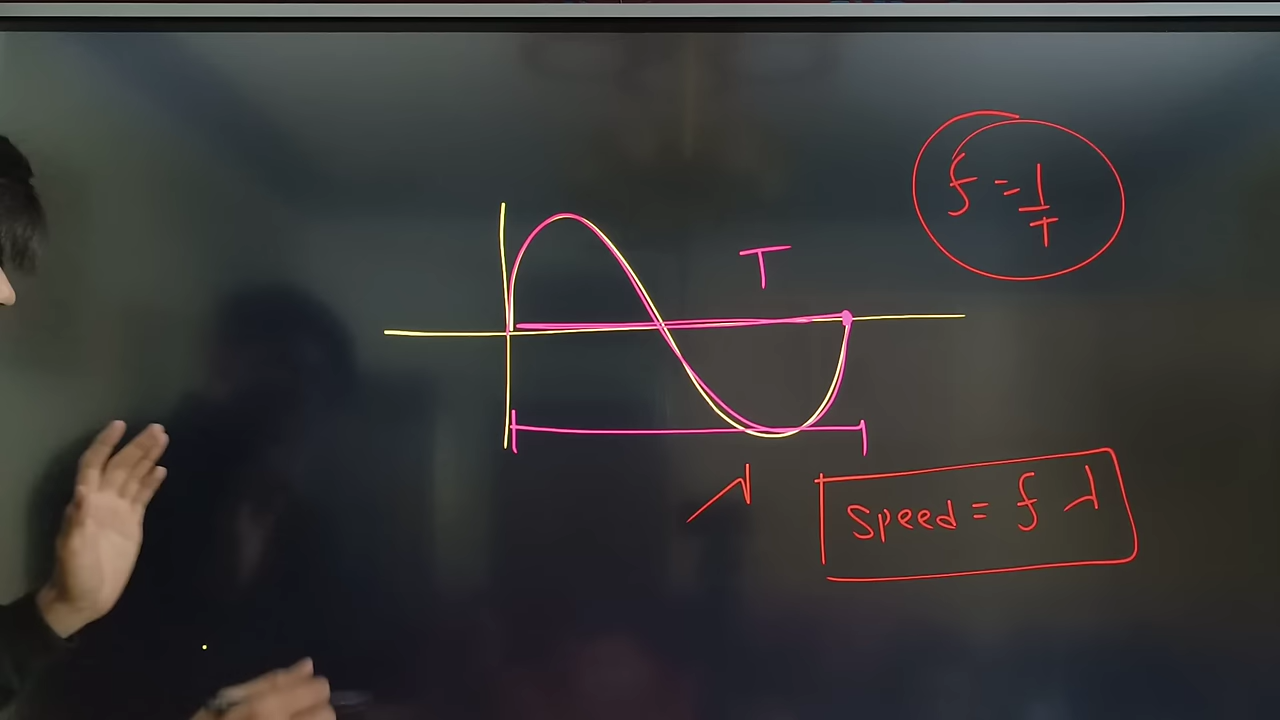 f = 1/T
T
λ
speed = f λ